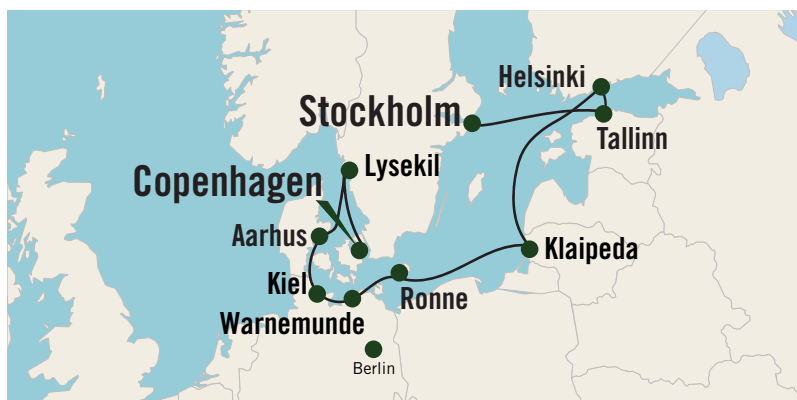 Helsinki
Stockholm
Tallinn
Lysekil
Copenhagen
Aarhus
Klaipeda
Kiel
Ronne
Warnemunde
Berlin